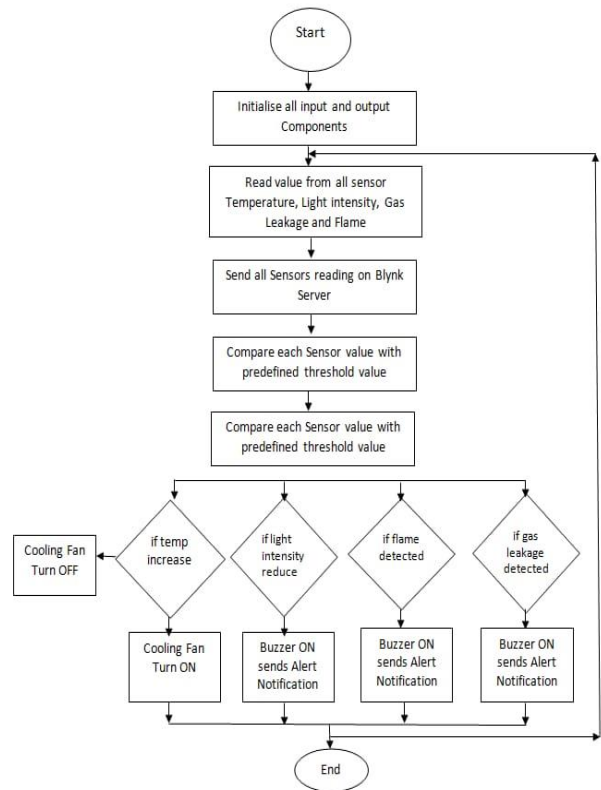 Start
Initialise all input and output
Components
Read value from all sensor
Temperature, Light intensity, Gas
Leakage and Flame
Send all Sensors reading on Blynk
Server
Compare each Sensor value with
predefined threshold value
Compare each Sensor value with
predefined threshold value
if temp
increase
if light
intensity
reduce
if flame
detected
if gas
leakage
detected
Cooling Fan
Turn OFF
Cooling Fan
Turn ON
Buzzer ON
sends Alert
Notification
Buzzer ON
sends Alert
Notification
Buzzer ON
sends Alert
Notification
End